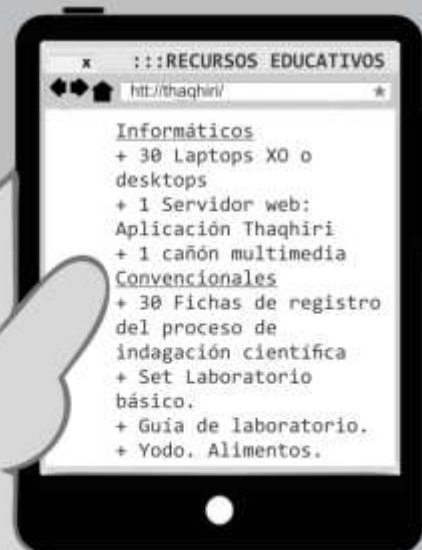 x :::RECURSOS EDUCATIVOS
htt://thaqhiri/
Informáticos
+ 30 Laptops XO o
desktops
+ 1 Servidor web:
Aplicación Thaqhiri
+ 1 cañón multimedia
Convencionales
+ 30 Fichas de registro
del proceso de
indagación científica
+ Set Laboratorio
básico.
+ Guía de laboratorio.
+ Yodo. Alimentos.